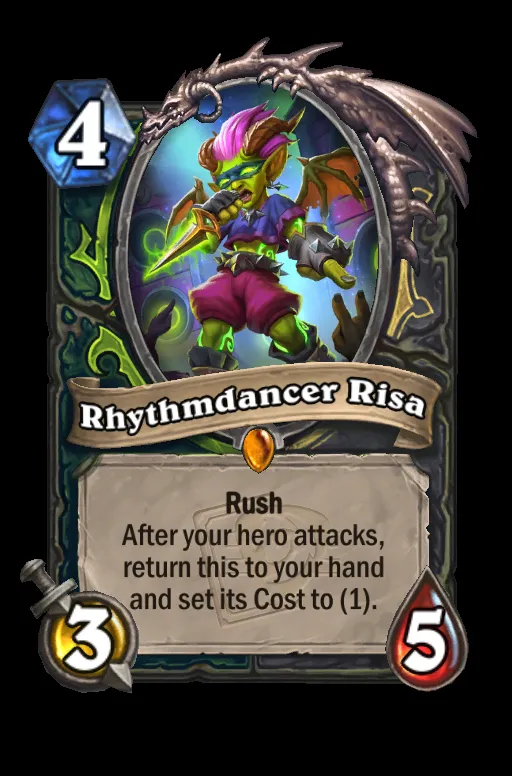 4
Rhythmdancer Risa
Rush
After your hero attacks,
return this to your hand
and set its Cost to (1).
3
5